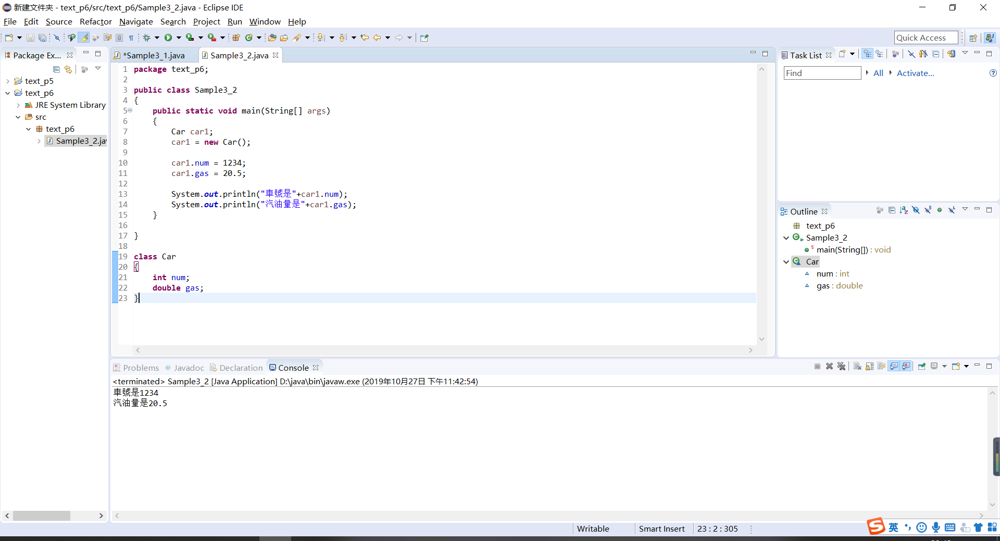 新建文件夹 - text_p6/src/text_p6/Sample3_2.java - Eclipse IDE
File Edit Source Refactor Navigate Search Project Run Window Help
Quick Access
Package Ex...
text_p5
text_p6
JRE System Library
src
text_p6
Sample3_2.jav
*Sample3_1.java Sample3_2.java
1 package text_p6;
2
3 public class Sample3_2
4 {
5 public static void main(String[] args)
6 {
7 Car car1;
8 car1 = new Car();
9
10 car1.num = 1234;
11 car1.gas = 20.5;
12
13 System.out.println("車號是"+car1.num);
14 System.out.println("汽油量是"+car1.gas);
15 }
16
17 }
18
19 class Car
20 {
21 int num;
22 double gas;
23 }
Task List
Find All Activate...
Outline
text_p6
Sample3_2
main(String[]) : void
Car
num : int
gas : double
Problems @ Javadoc Declaration Console
<terminated> Sample3_2 [Java Application] D:\java\bin\javaw.exe (2019年10月27日 下午11:42:54)
車號是1234
汽油量是20.5
Writable Smart Insert 23 : 2 : 305
S 英